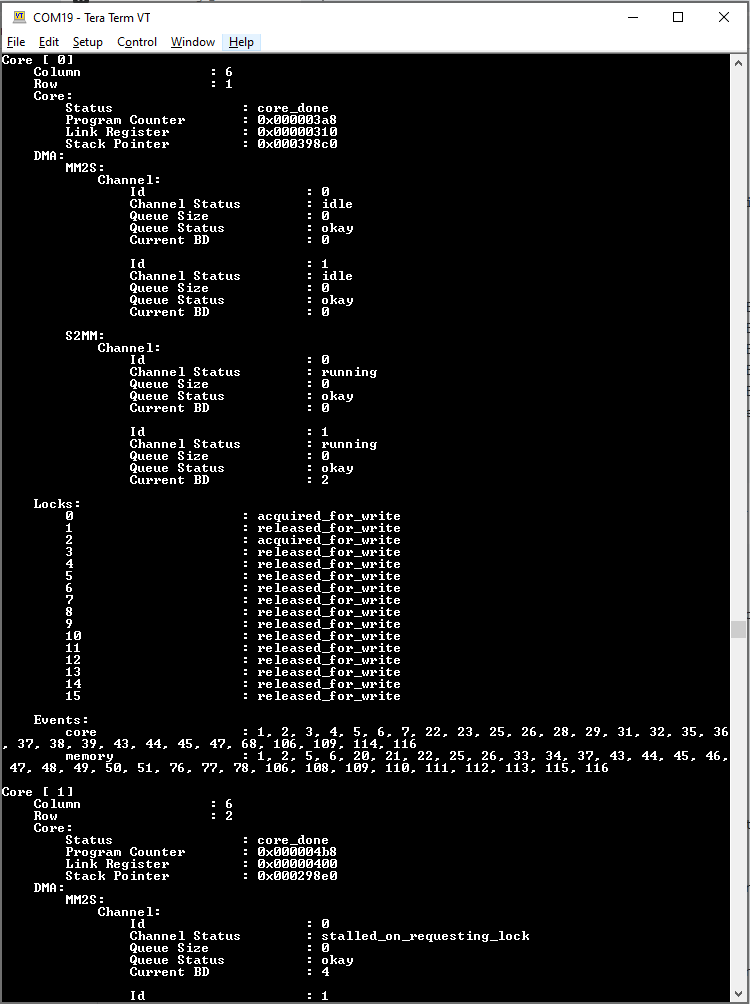 COM19 - Tera Term VT
File Edit Setup Control Window Help
Core [ 0]
Column : 6
Row : 1
Core:
Status : core_done
Program Counter : 0x000003a8
Link Register : 0x00000310
Stack Pointer : 0x000398c0
DMA:
MM2S:
Channel:
Id : 0
Channel Status : idle
Queue Size : 0
Queue Status : okay
Current BD : 0
Id : 1
Channel Status : idle
Queue Size : 0
Queue Status : okay
Current BD : 0
S2MM:
Channel:
Id : 0
Channel Status : running
Queue Size : 0
Queue Status : okay
Current BD : 0
Id : 1
Channel Status : running
Queue Size : 0
Queue Status : okay
Current BD : 2
Locks:
0 : acquired_for_write
1 : released_for_write
2 : acquired_for_write
3 : released_for_write
4 : released_for_write
5 : released_for_write
6 : released_for_write
7 : released_for_write
8 : released_for_write
9 : released_for_write
10 : released_for_write
11 : released_for_write
12 : released_for_write
13 : released_for_write
14 : released_for_write
15 : released_for_write
Events:
core : 1, 2, 3, 4, 5, 6, 7, 22, 23, 25, 26, 28, 29, 31, 32, 35, 36
, 37, 38, 39, 43, 44, 45, 47, 68, 106, 109, 114, 116
memory : 1, 2, 5, 6, 20, 21, 22, 25, 26, 33, 34, 37, 43, 44, 45, 46,
47, 48, 49, 50, 51, 76, 77, 78, 106, 108, 109, 110, 111, 112, 113, 115, 116
Core [ 1]
Column : 6
Row : 2
Core:
Status : core_done
Program Counter : 0x000004b8
Link Register : 0x00000400
Stack Pointer : 0x000298e0
DMA:
MM2S:
Channel:
Id : 0
Channel Status : stalled_on_requesting_lock
Queue Size : 0
Queue Status : okay
Current BD : 4
Id : 1